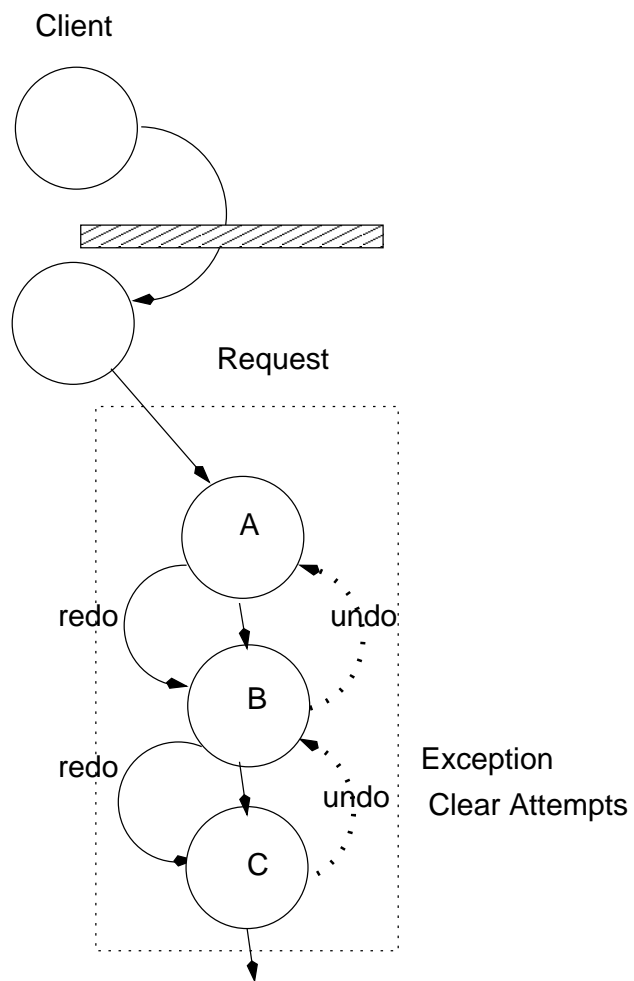 Client
Request
A
redo
undo
B
redo
undo
Exception
Clear Attempts
C